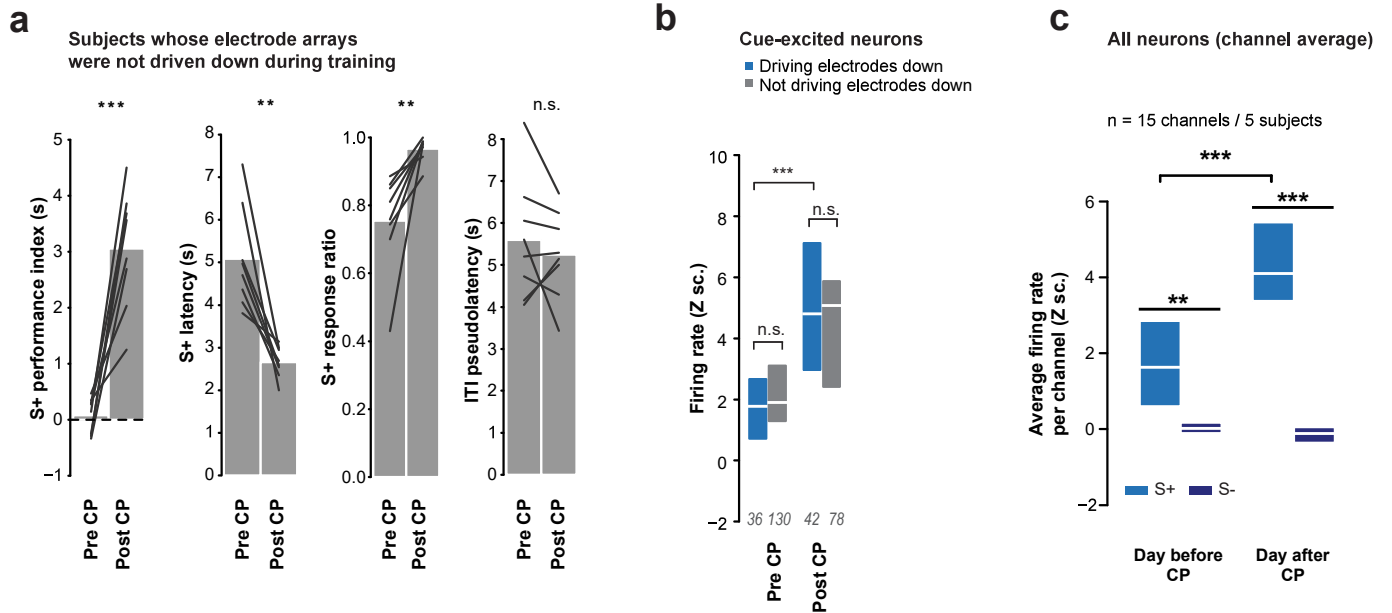 a
Subjects whose electrode arrays
were not driven down during training
***
**
**
n.s.
S+ performance index (s)
5
4
3
2
1
0
−1
Pre CP
Post CP
S+ latency (s)
8
7
6
5
4
3
2
1
0
Pre CP
Post CP
S+ response ratio
1.0
0.8
0.6
0.4
0.2
0.0
Pre CP
Post CP
ITI pseudolatency (s)
8
7
6
5
4
3
2
1
0
Pre CP
Post CP
b
Cue-excited neurons
Driving electrodes down
Not driving electrodes down
Firing rate (Z sc.)
10
8
6
4
2
0
−2
***
n.s.
n.s.
36 130 42 78
Pre CP
Post CP
c
All neurons (channel average)
n = 15 channels / 5 subjects
***
***
**
Average firing rate
per channel (Z sc.)
6
4
2
0
−2
S+ S-
Day before
CP
Day after
CP